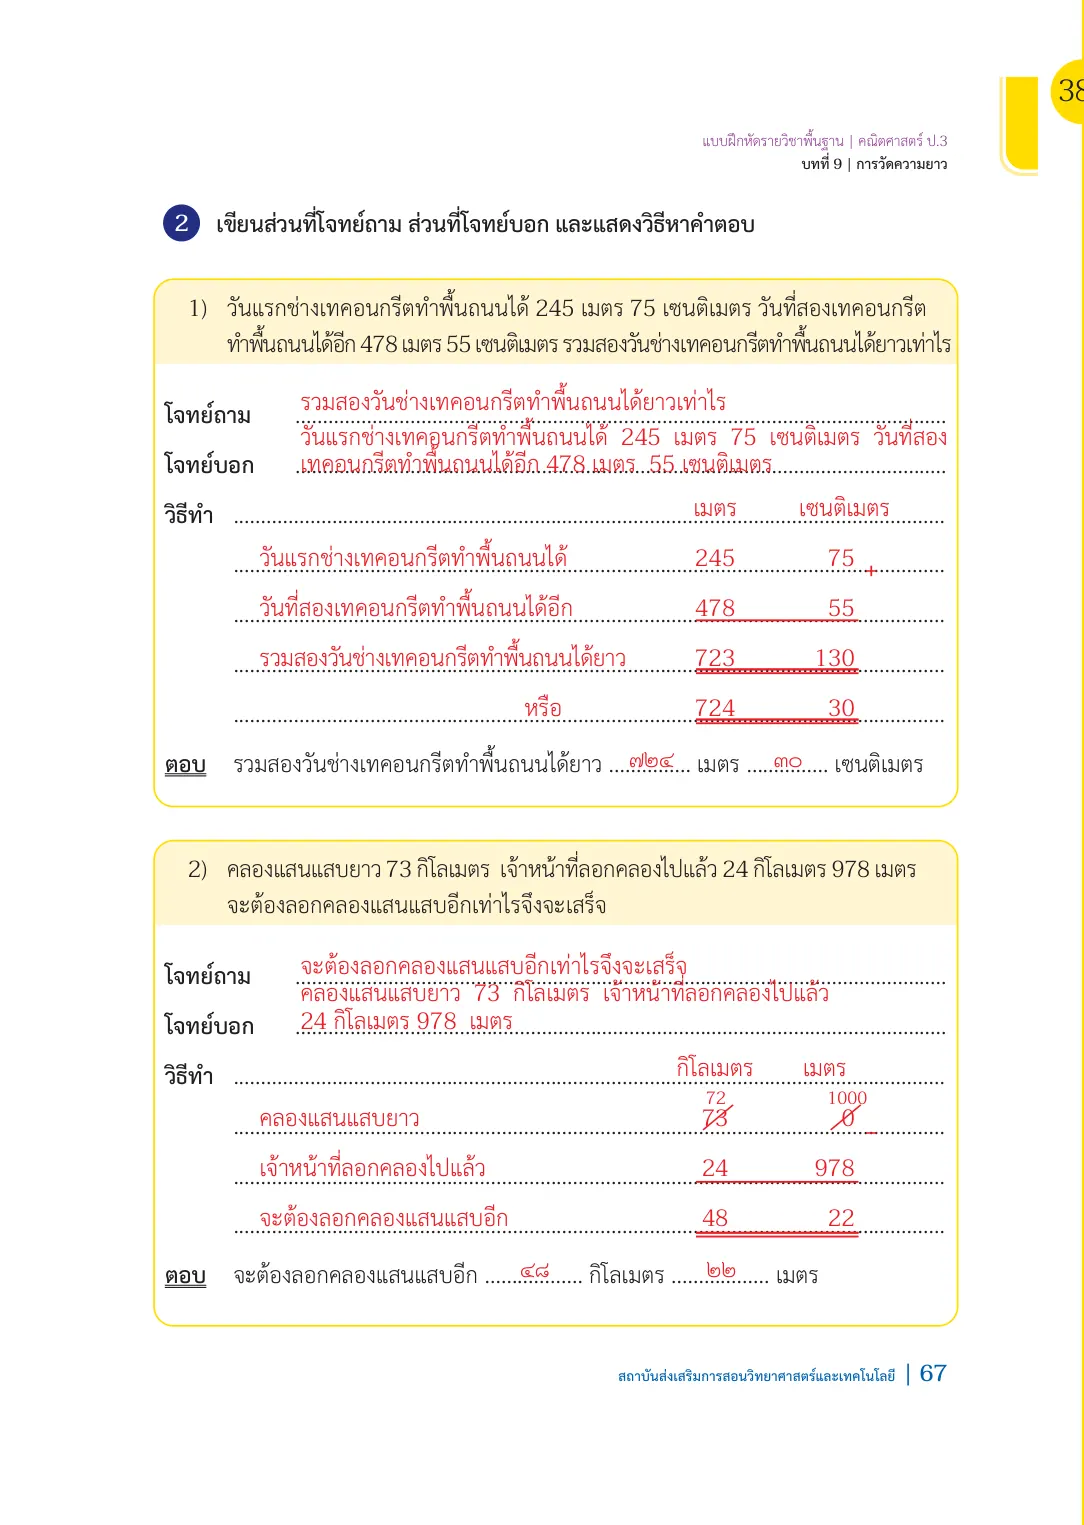 38
แบบฝึกหัดรายวิชาพื้นฐาน | คณิตศาสตร์ ป.3
บทที่ 9 | การวัดความยาว
2 เขียนส่วนที่โจทย์ถาม ส่วนที่โจทย์บอก และแสดงวิธีหาคำตอบ
1) วันแรกช่างเทคอนกรีตทำพื้นถนนได้ 245 เมตร 75 เซนติเมตร วันที่สองเทคอนกรีต
ทำพื้นถนนได้อีก 478 เมตร 55 เซนติเมตร รวมสองวันช่างเทคอนกรีตทำพื้นถนนได้ยาวเท่าไร
โจทย์ถาม รวมสองวันช่างเทคอนกรีตทำพื้นถนนได้ยาวเท่าไร
วันแรกช่างเทคอนกรีตทำพื้นถนนได้ 245 เมตร 75 เซนติเมตร วันที่สอง
โจทย์บอก เทคอนกรีตทำพื้นถนนได้อีก 478 เมตร 55 เซนติเมตร
วิธีทำ เมตร เซนติเมตร
วันแรกช่างเทคอนกรีตทำพื้นถนนได้ 245 75 +
วันที่สองเทคอนกรีตทำพื้นถนนได้อีก 478 55
รวมสองวันช่างเทคอนกรีตทำพื้นถนนได้ยาว 723 130
หรือ 724 30
ตอบ รวมสองวันช่างเทคอนกรีตทำพื้นถนนได้ยาว ๗๒๔ เมตร ๓๐ เซนติเมตร
2) คลองแสนแสบยาว 73 กิโลเมตร เจ้าหน้าที่ลอกคลองไปแล้ว 24 กิโลเมตร 978 เมตร
จะต้องลอกคลองแสนแสบอีกเท่าไรจึงจะเสร็จ
โจทย์ถาม จะต้องลอกคลองแสนแสบอีกเท่าไรจึงจะเสร็จ
คลองแสนแสบยาว 73 กิโลเมตร เจ้าหน้าที่ลอกคลองไปแล้ว
โจทย์บอก 24 กิโลเมตร 978 เมตร
วิธีทำ กิโลเมตร เมตร
72 1000
คลองแสนแสบยาว 73 0 -
เจ้าหน้าที่ลอกคลองไปแล้ว 24 978
จะต้องลอกคลองแสนแสบอีก 48 22
ตอบ จะต้องลอกคลองแสนแสบอีก ๔๘ กิโลเมตร ๒๒ เมตร
สถาบันส่งเสริมการสอนวิทยาศาสตร์และเทคโนโลยี | 67